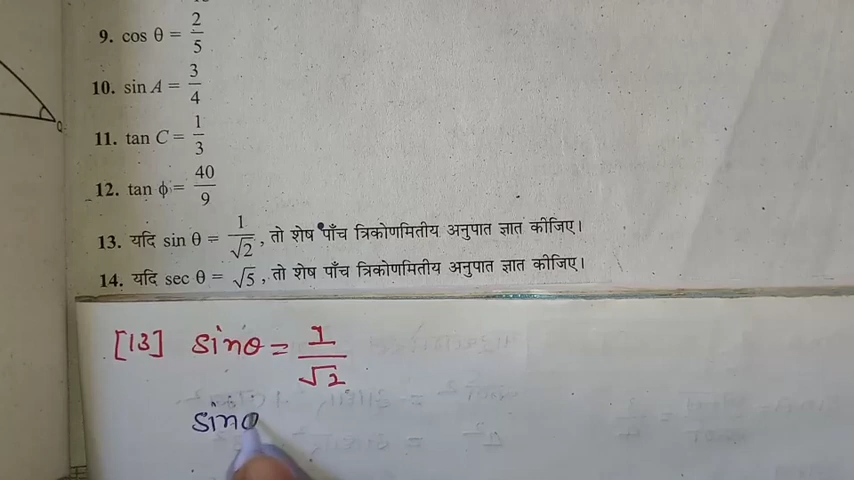 9. cos θ = 2/5
10. sin A = 3/4
11. tan C = 1/3
12. tan ϕ = 40/9
13. यदि sin θ = 1/√2, तो शेष पाँच त्रिकोणमितीय अनुपात ज्ञात कीजिए।
14. यदि sec θ = √5, तो शेष पाँच त्रिकोणमितीय अनुपात ज्ञात कीजिए।
[13] sinθ = 1/√2
sinθ